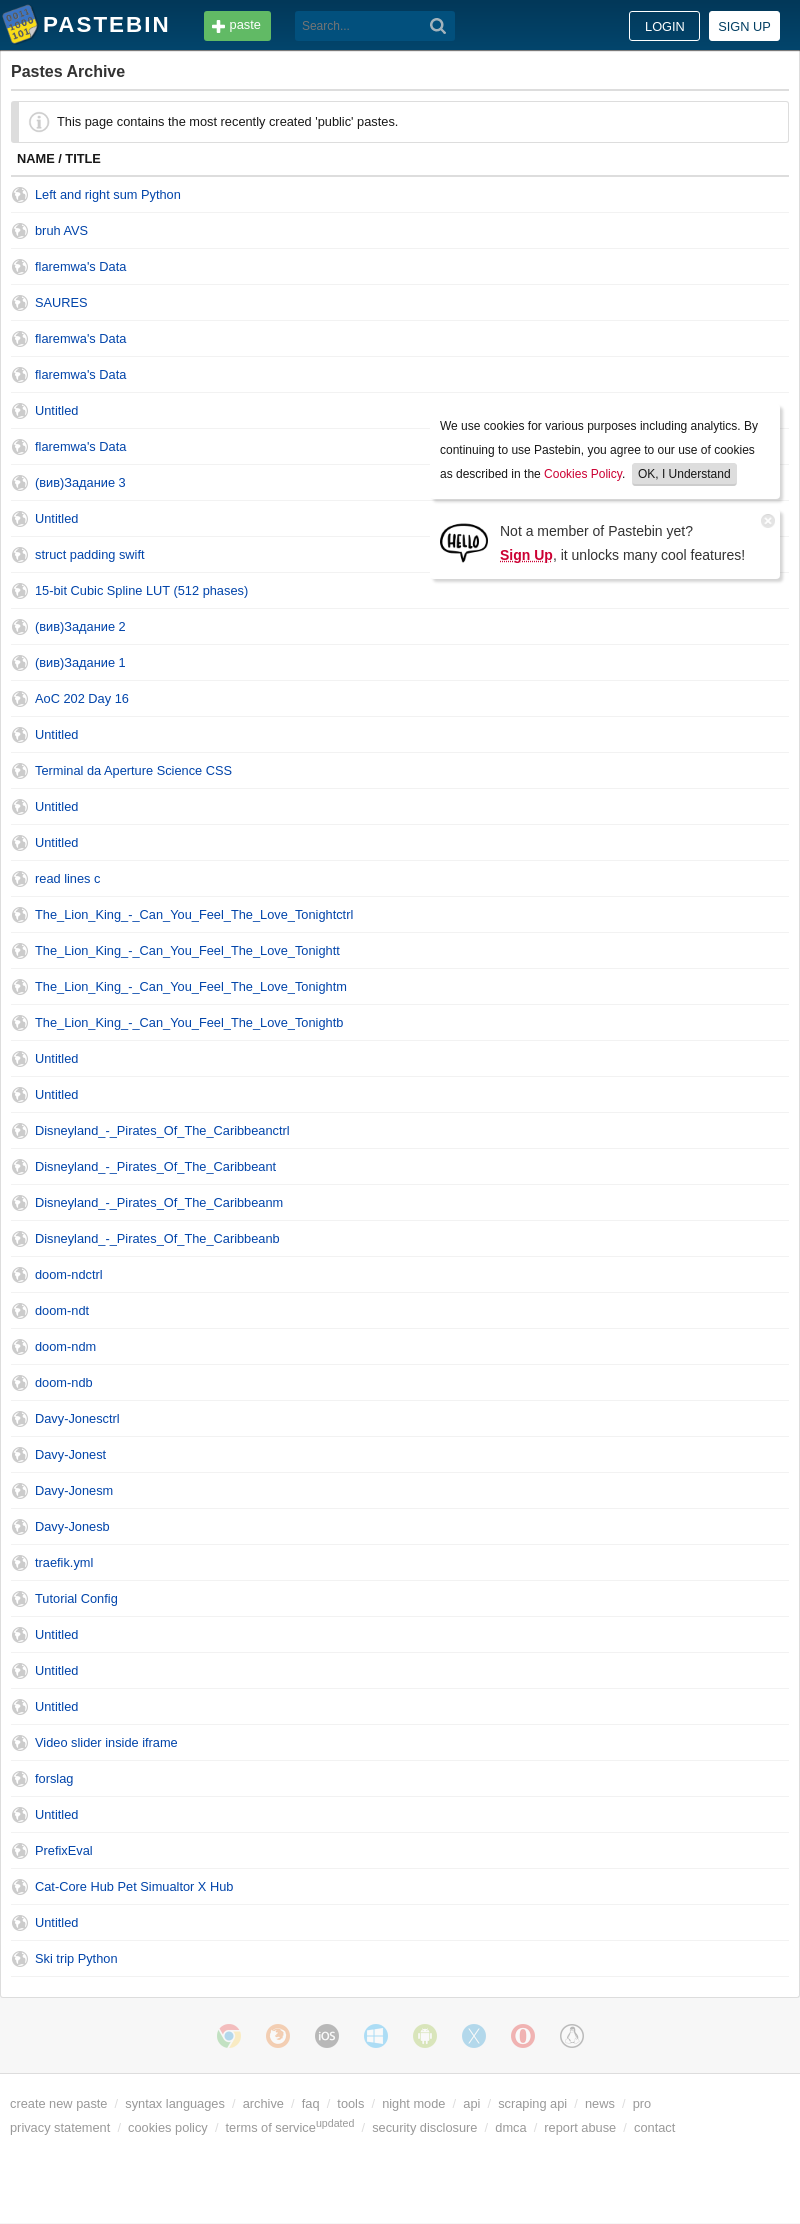 PASTEBIN
paste
Search...
LOGIN
SIGN UP
Pastes Archive
This page contains the most recently created 'public' pastes.
NAME / TITLE
Left and right sum Python
bruh AVS
flaremwa's Data
SAURES
flaremwa's Data
flaremwa's Data
Untitled
flaremwa's Data
(вив)Задание 3
Untitled
struct padding swift
15-bit Cubic Spline LUT (512 phases)
We use cookies for various purposes including analytics. By
continuing to use Pastebin, you agree to our use of cookies
as described in the Cookies Policy. OK, I Understand
HELLO
Not a member of Pastebin yet?
Sign Up, it unlocks many cool features!
(вив)Задание 2
(вив)Задание 1
AoC 202 Day 16
Untitled
Terminal da Aperture Science CSS
Untitled
Untitled
read lines c
The_Lion_King_-_Can_You_Feel_The_Love_Tonightctrl
The_Lion_King_-_Can_You_Feel_The_Love_Tonightt
The_Lion_King_-_Can_You_Feel_The_Love_Tonightm
The_Lion_King_-_Can_You_Feel_The_Love_Tonightb
Untitled
Untitled
Disneyland_-_Pirates_Of_The_Caribbeanctrl
Disneyland_-_Pirates_Of_The_Caribbeant
Disneyland_-_Pirates_Of_The_Caribbeanm
Disneyland_-_Pirates_Of_The_Caribbeanb
doom-ndctrl
doom-ndt
doom-ndm
doom-ndb
Davy-Jonesctrl
Davy-Jonest
Davy-Jonesm
Davy-Jonesb
traefik.yml
Tutorial Config
Untitled
Untitled
Untitled
Video slider inside iframe
forslag
Untitled
PrefixEval
Cat-Core Hub Pet Simualtor X Hub
Untitled
Ski trip Python
iOS
create new paste / syntax languages / archive / faq / tools / night mode / api / scraping api / news / pro
privacy statement / cookies policy / terms of service updated / security disclosure / dmca / report abuse / contact